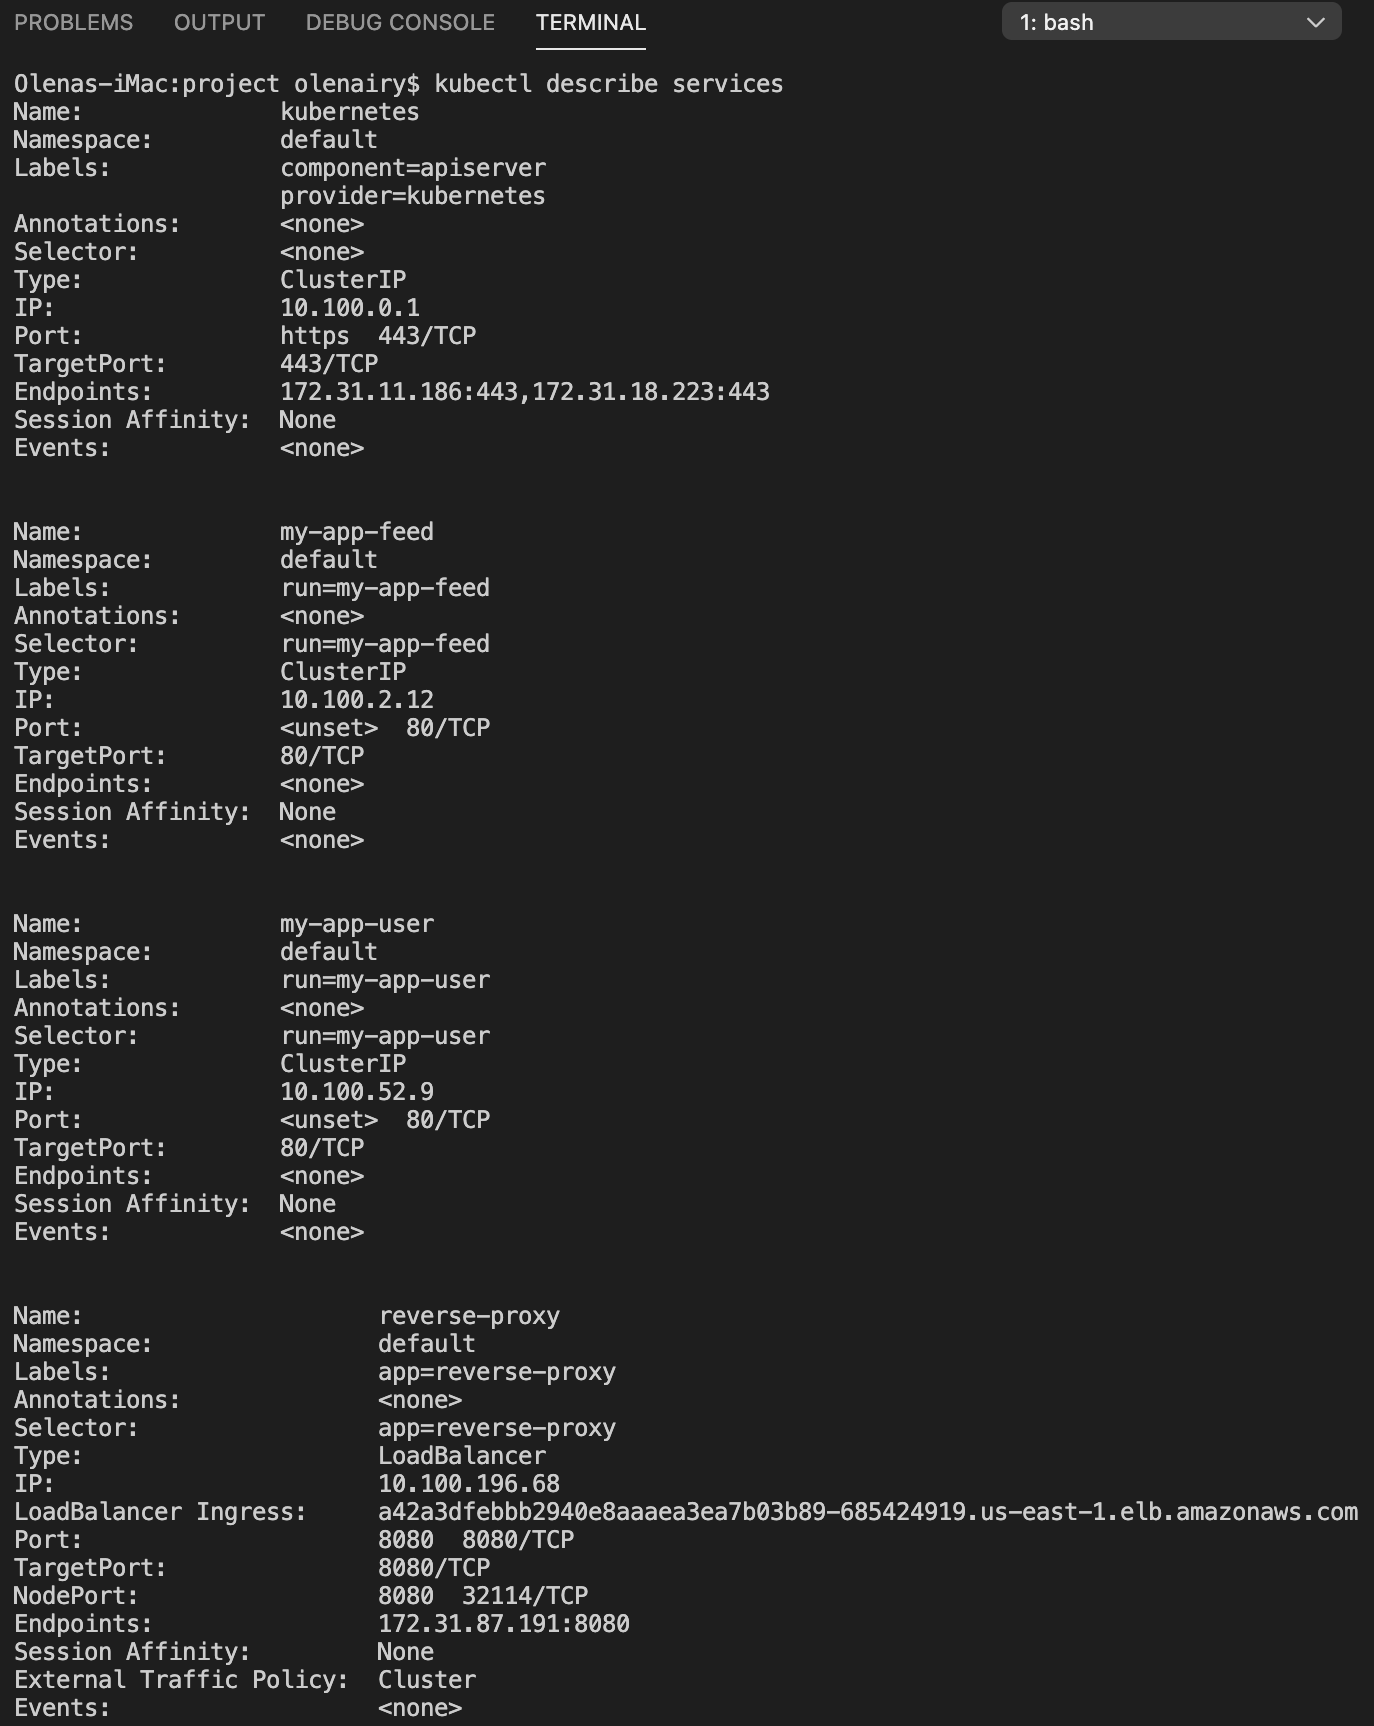 PROBLEMS OUTPUT DEBUG CONSOLE TERMINAL 1: bash
Olenas-iMac:project olenairy$ kubectl describe services
Name: kubernetes
Namespace: default
Labels: component=apiserver
provider=kubernetes
Annotations: <none>
Selector: <none>
Type: ClusterIP
IP: 10.100.0.1
Port: https 443/TCP
TargetPort: 443/TCP
Endpoints: 172.31.11.186:443,172.31.18.223:443
Session Affinity: None
Events: <none>
Name: my-app-feed
Namespace: default
Labels: run=my-app-feed
Annotations: <none>
Selector: run=my-app-feed
Type: ClusterIP
IP: 10.100.2.12
Port: <unset> 80/TCP
TargetPort: 80/TCP
Endpoints: <none>
Session Affinity: None
Events: <none>
Name: my-app-user
Namespace: default
Labels: run=my-app-user
Annotations: <none>
Selector: run=my-app-user
Type: ClusterIP
IP: 10.100.52.9
Port: <unset> 80/TCP
TargetPort: 80/TCP
Endpoints: <none>
Session Affinity: None
Events: <none>
Name: reverse-proxy
Namespace: default
Labels: app=reverse-proxy
Annotations: <none>
Selector: app=reverse-proxy
Type: LoadBalancer
IP: 10.100.196.68
LoadBalancer Ingress: a42a3dfebbb2940e8aaaea3ea7b03b89-685424919.us-east-1.elb.amazonaws.com
Port: 8080 8080/TCP
TargetPort: 8080/TCP
NodePort: 8080 32114/TCP
Endpoints: 172.31.87.191:8080
Session Affinity: None
External Traffic Policy: Cluster
Events: <none>